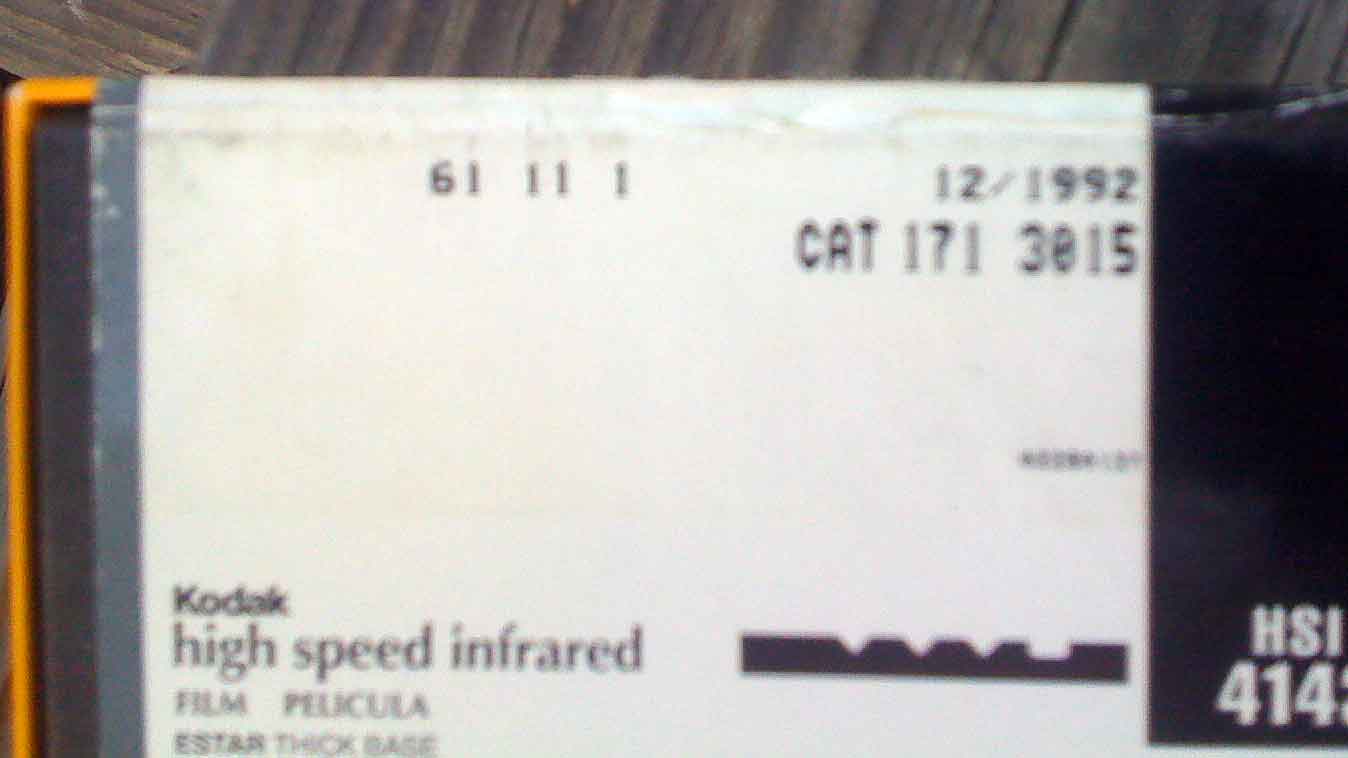 61 11 1 12/1992
CAT 171 3015
Kodak
high speed infrared
FILM PELICULA
ESTAR THICK BASE
HSI
414